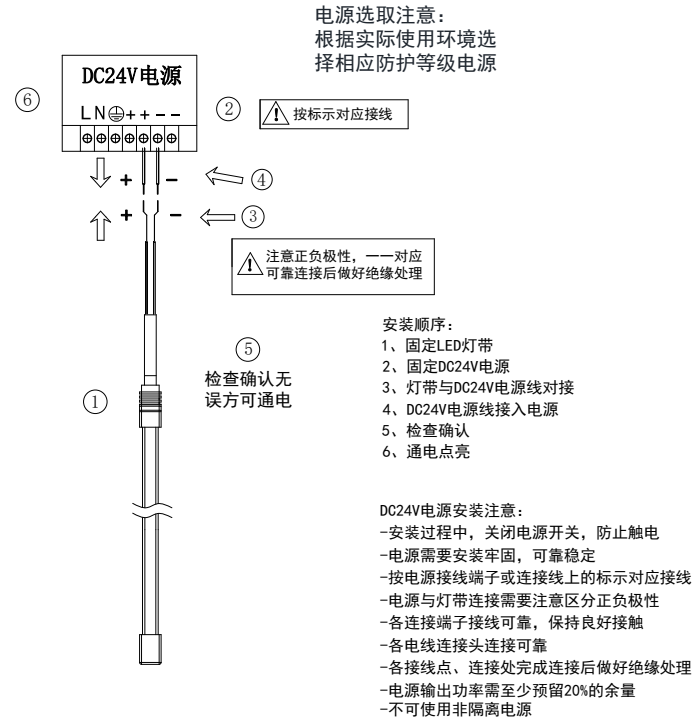 电源选取注意：
根据实际使用环境选
择相应防护等级电源
DC24V电源
⑥
LN⏚++--
②
按标示对应接线
+ -
④
+ -
③
注意正负极性，一一对应
可靠连接后做好绝缘处理
⑤
检查确认无
误方可通电
①
安装顺序：
1、固定LED灯带
2、固定DC24V电源
3、灯带与DC24V电源线对接
4、DC24V电源线接入电源
5、检查确认
6、通电点亮
DC24V电源安装注意：
-安装过程中，关闭电源开关，防止触电
-电源需要安装牢固，可靠稳定
-按电源接线端子或连接线上的标示对应接线
-电源与灯带连接需要注意区分正负极性
-各连接端子接线可靠，保持良好接触
-各电线连接头连接可靠
-各接线点、连接处完成连接后做好绝缘处理
-电源输出功率需至少预留20%的余量
-不可使用非隔离电源